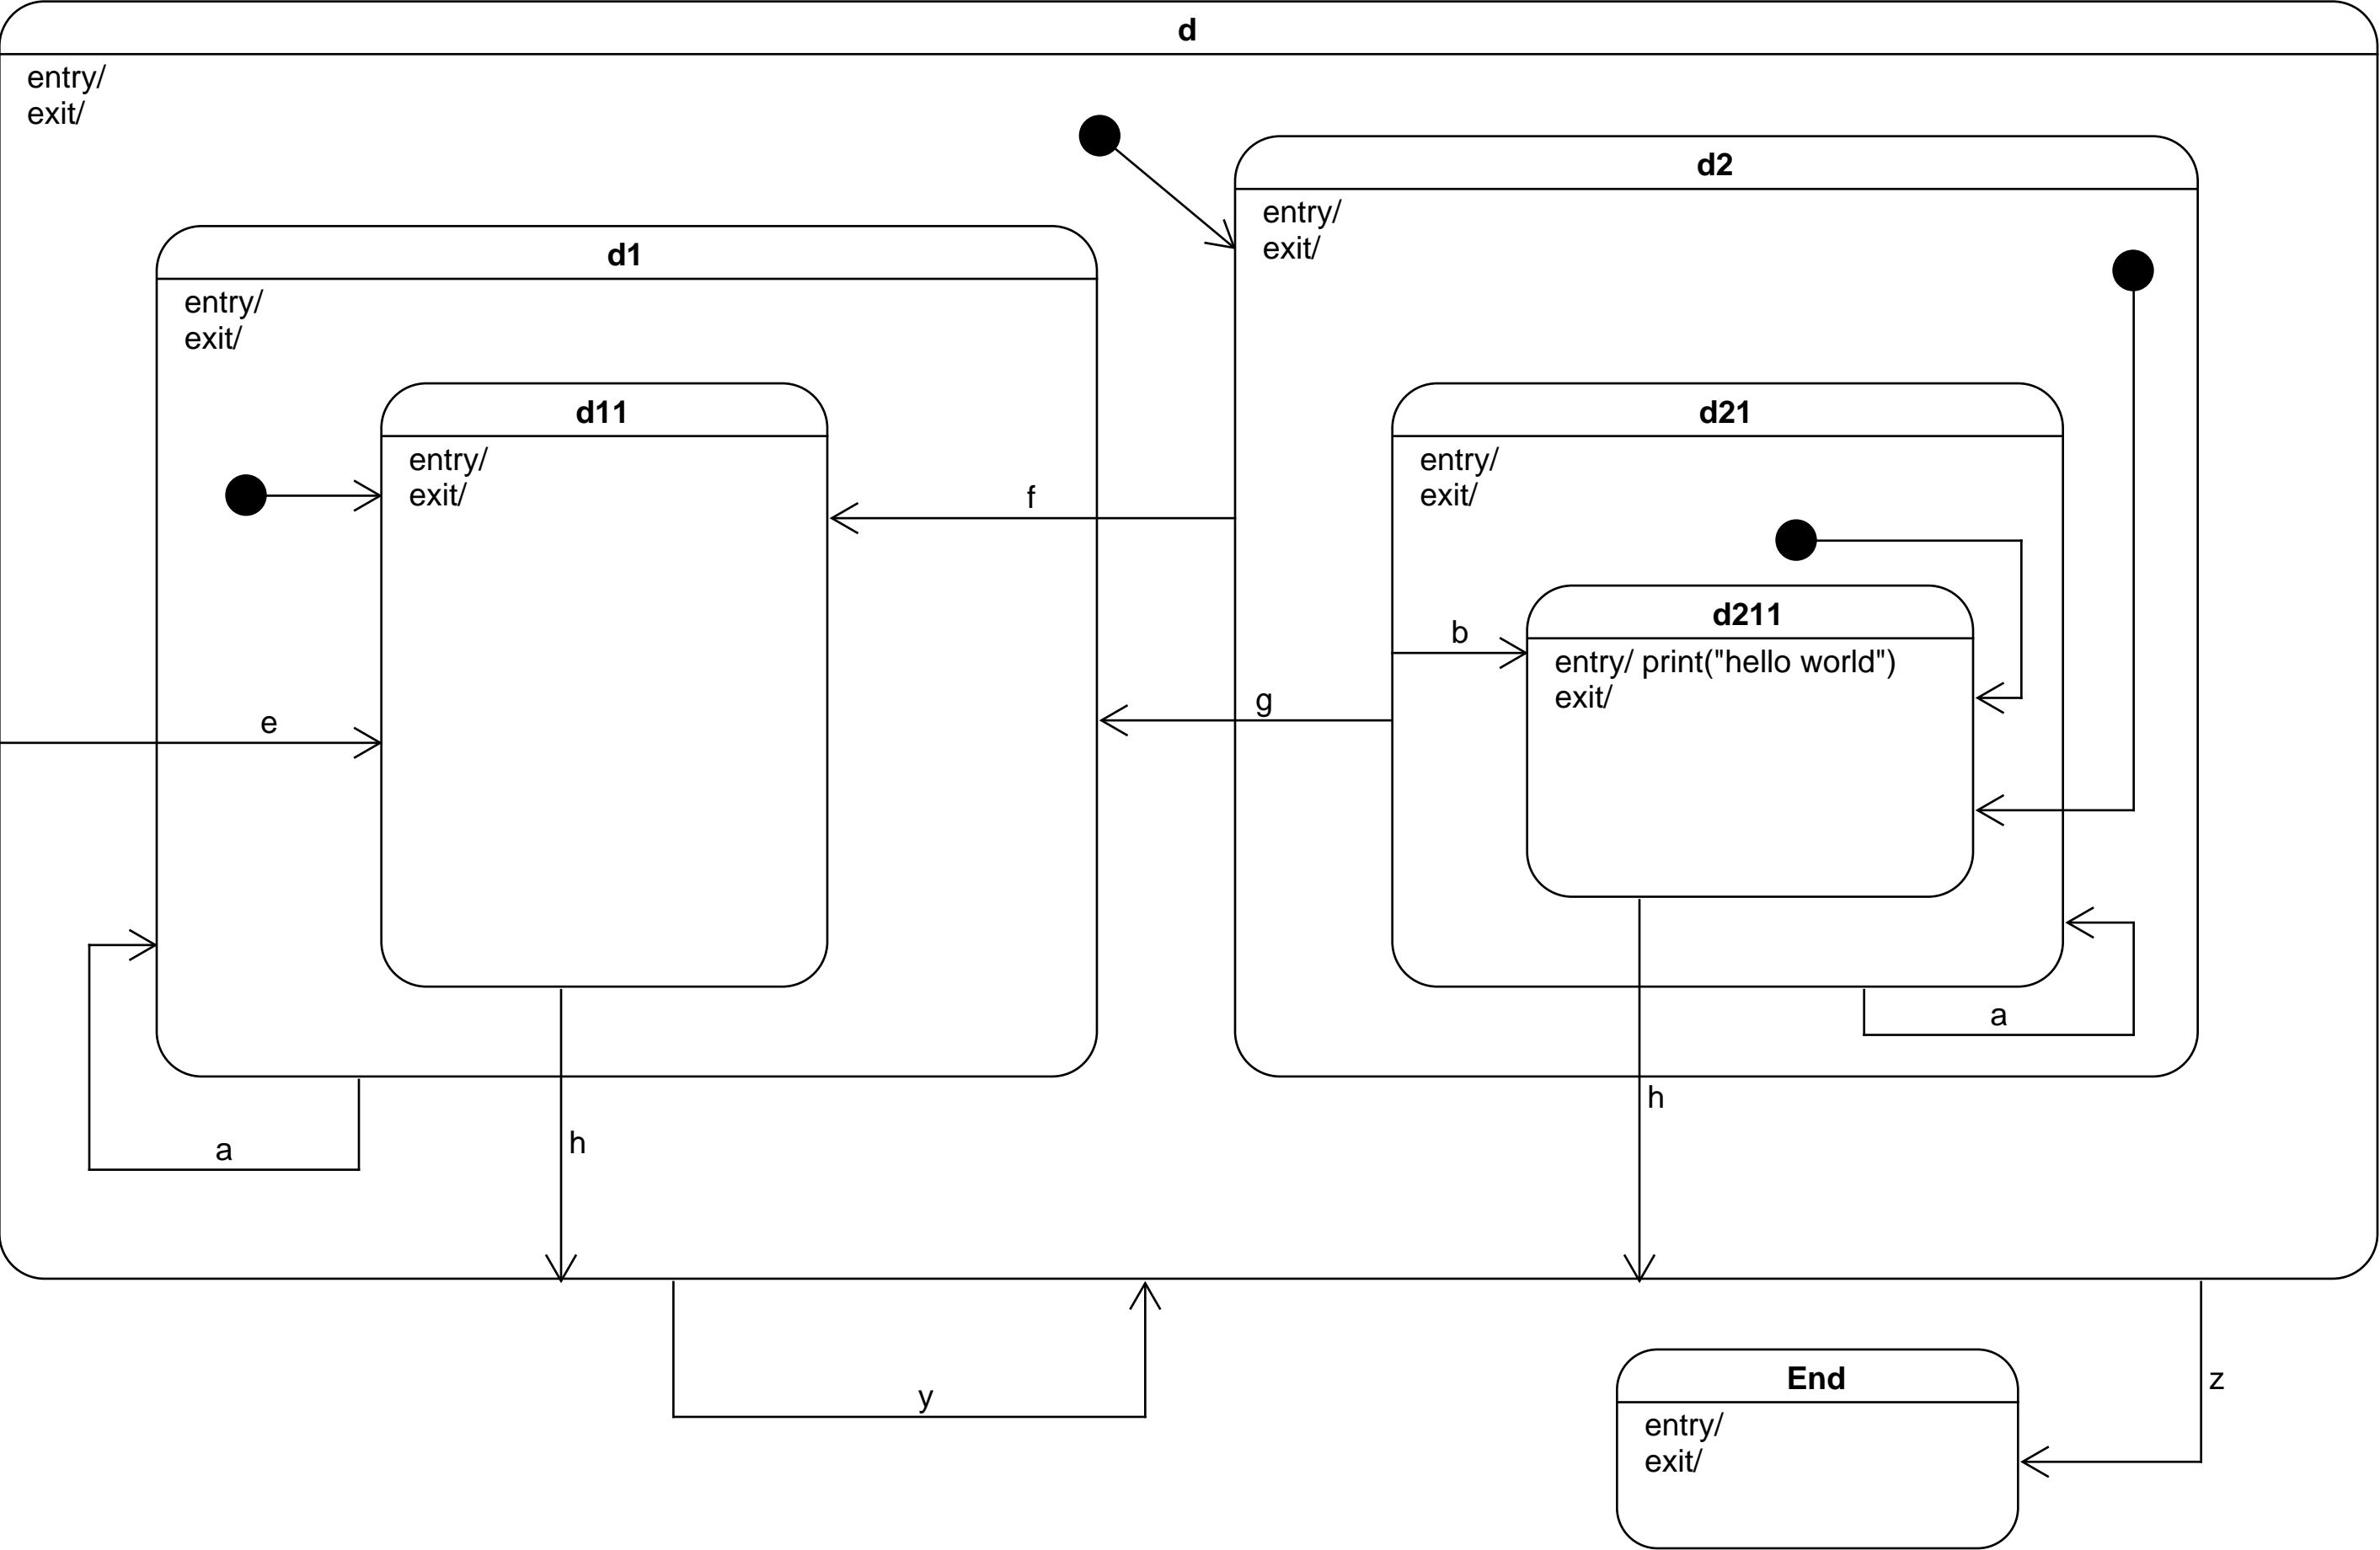 d
entry/
exit/
d2
entry/
exit/
d1
entry/
exit/
d11
entry/
exit/
d21
entry/
exit/
f
d211
entry/ print("hello world")
exit/
b
g
e
a
h
a
h
y
End
entry/
exit/
z